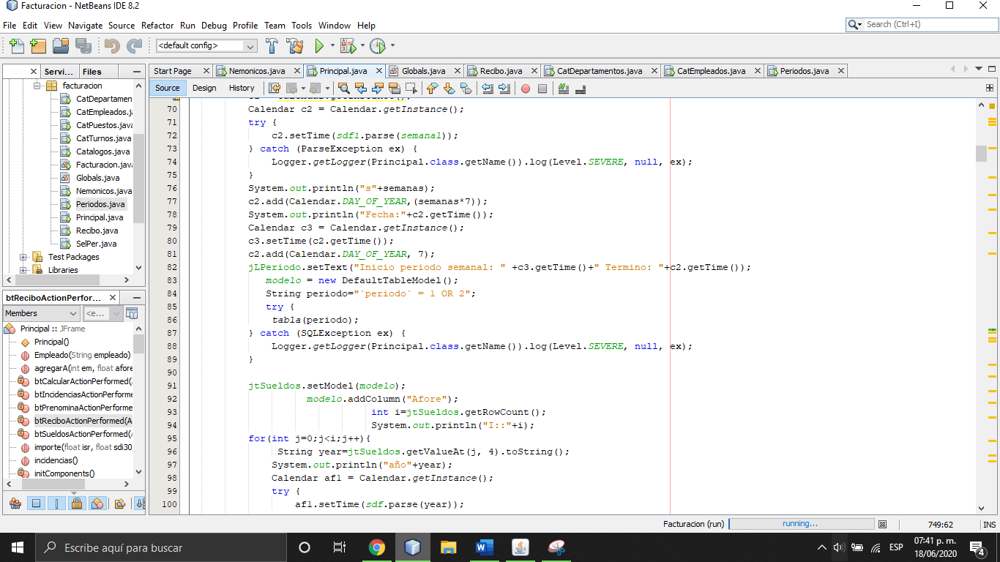 Facturacion - NetBeans IDE 8.2
File Edit View Navigate Source Refactor Run Debug Profile Team Tools Window Help
Search (Ctrl+I)
<default config>
Servi... Files
facturacion
CatDepartamen
CatEmpleados.ja
CatPuestos.java
CatTurnos.java
Catalogos.java
Facturacion.java
Globals.java
Nemonicos.java
Periodos.java
Principal.java
Recibo.java
SelPer.java
Test Packages
Libraries
btReciboActionPerfor...
Members <e...
Principal :: JFrame
Principal()
Empleado(String empleado)
agregarA(int em, float afore
btCalcularActionPerformed(A
btIncidenciasActionPerforme
btPrenominaActionPerforme
btReciboActionPerformed(A
btSueldosActionPerformed(A
importe(float isr, float sdi30
incidencias()
initComponents()
Start Page Nemonicos.java Principal.java Globals.java Recibo.java CatDepartamentos.java CatEmpleados.java Periodos.java
Source Design History
70 Calendar c2 = Calendar.getInstance();
71 try {
72 c2.setTime(sdf1.parse(semanal));
73 } catch (ParseException ex) {
74 Logger.getLogger(Principal.class.getName()).log(Level.SEVERE, null, ex);
75 }
76 System.out.println("s"+semanas);
77 c2.add(Calendar.DAY_OF_YEAR,(semanas*7));
78 System.out.println("Fecha:"+c2.getTime());
79 Calendar c3 = Calendar.getInstance();
80 c3.setTime(c2.getTime());
81 c2.add(Calendar.DAY_OF_YEAR, 7);
82 jLPeriodo.setText("Inicio periodo semanal: " +c3.getTime()+" Termino: "+c2.getTime());
83 modelo = new DefaultTableModel();
84 String periodo="`periodo` = 1 OR 2";
85 try {
86 tabla(periodo);
87 } catch (SQLException ex) {
88 Logger.getLogger(Principal.class.getName()).log(Level.SEVERE, null, ex);
89 }
90
91 jtSueldos.setModel(modelo);
92 modelo.addColumn("Afore");
93 int i=jtSueldos.getRowCount();
94 System.out.println("I::"+i);
95 for(int j=0;j<i;j++){
96 String year=jtSueldos.getValueAt(j, 4).toString();
97 System.out.println("año"+year);
98 Calendar af1 = Calendar.getInstance();
99 try {
100 af1.setTime(sdf.parse(year));
Facturacion (run) running... 749:62 INS
Escribe aquí para buscar
ESP
07:41 p. m.
18/06/2020
4